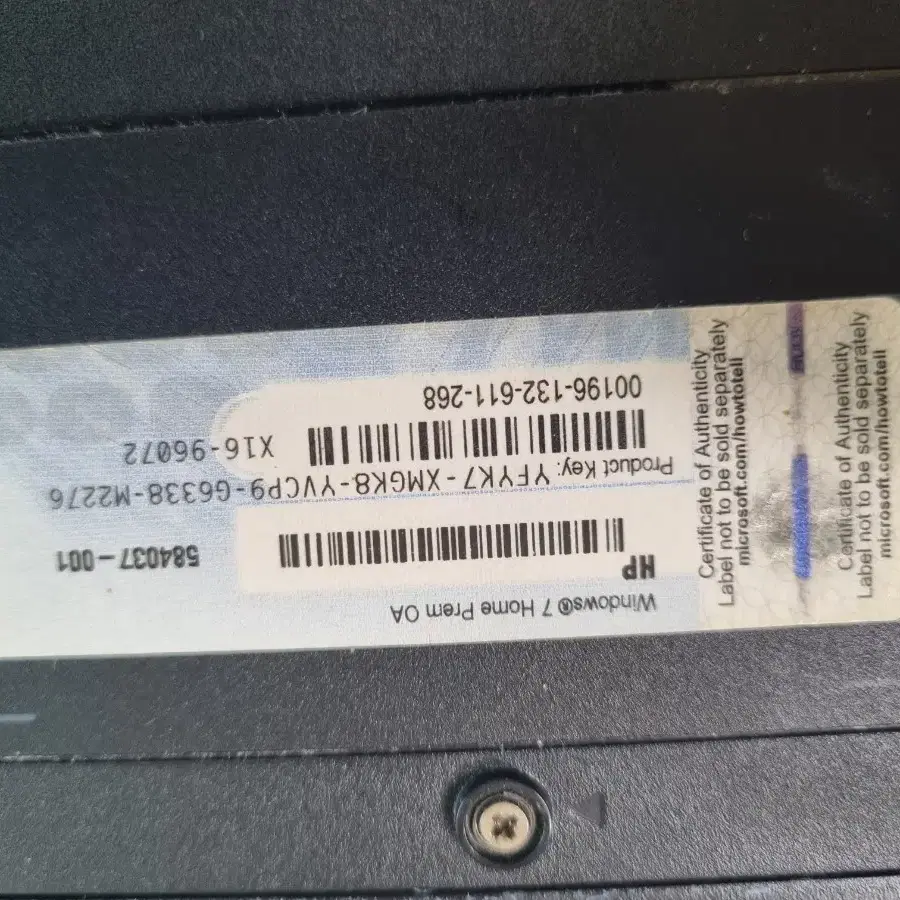 Windows® 7 Home Prem OA
HP
584037-001
Product Key: YFYK7-XMGK8-YVCP9-G6338-M2276
X16-96072
00196-132-611-268
Certificate of Authenticity
Label not to be sold separately
microsoft.com/howtotell
Certificate of Authenticity
Label not to be sold separately
microsoft.com/howtotell